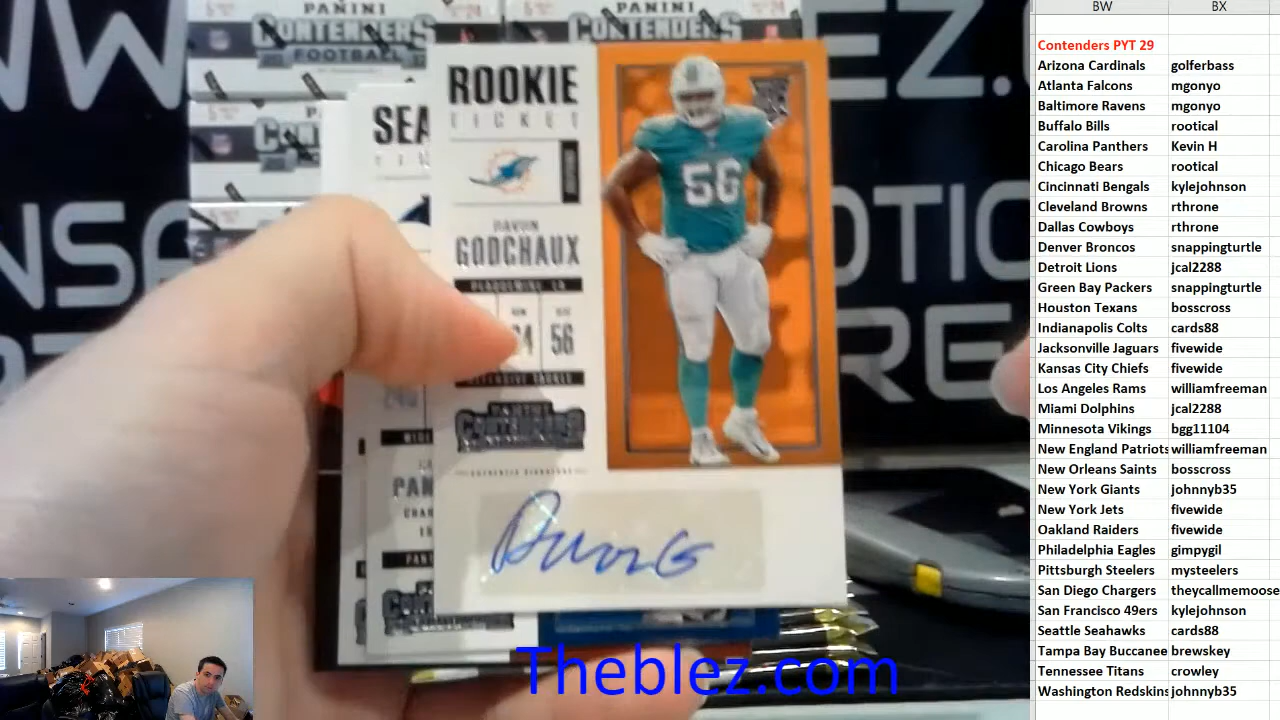 PANINI
CONTENDERS
FOOTBALL
PANINI
CONTENDERS
ROOKIE
TICKET
SEA
DAVON
GODCHAUX
PLAQUEMINE, LA
56
DEFENSIVE TACKLE
PANINI
CONTENDERS
AUTHENTIC SIGNATURE
56
PAN
Theblez.com
BW BX
Contenders PYT 29
Arizona Cardinals golferbass
Atlanta Falcons mgonyo
Baltimore Ravens mgonyo
Buffalo Bills rootical
Carolina Panthers Kevin H
Chicago Bears rootical
Cincinnati Bengals kylejohnson
Cleveland Browns rthrone
Dallas Cowboys rthrone
Denver Broncos snappingturtle
Detroit Lions jcal2288
Green Bay Packers snappingturtle
Houston Texans bosscross
Indianapolis Colts cards88
Jacksonville Jaguars fivewide
Kansas City Chiefs fivewide
Los Angeles Rams williamfreeman
Miami Dolphins jcal2288
Minnesota Vikings bgg11104
New England Patriots williamfreeman
New Orleans Saints bosscross
New York Giants johnnyb35
New York Jets fivewide
Oakland Raiders fivewide
Philadelphia Eagles gimpygil
Pittsburgh Steelers mysteelers
San Diego Chargers theycallmemoose
San Francisco 49ers kylejohnson
Seattle Seahawks cards88
Tampa Bay Buccanee brewskey
Tennessee Titans crowley
Washington Redskins johnnyb35